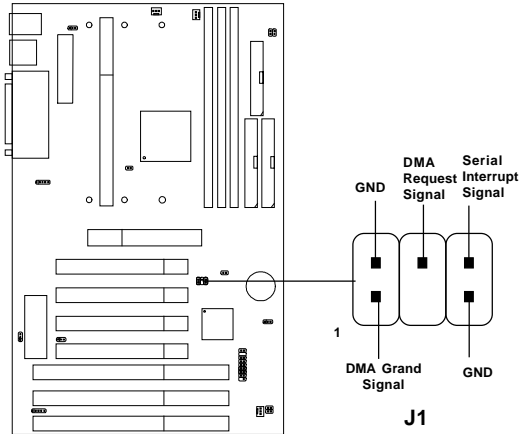 DMA
Request
Signal
Serial
Interrupt
Signal
GND
1
DMA Grand
Signal
GND
J1